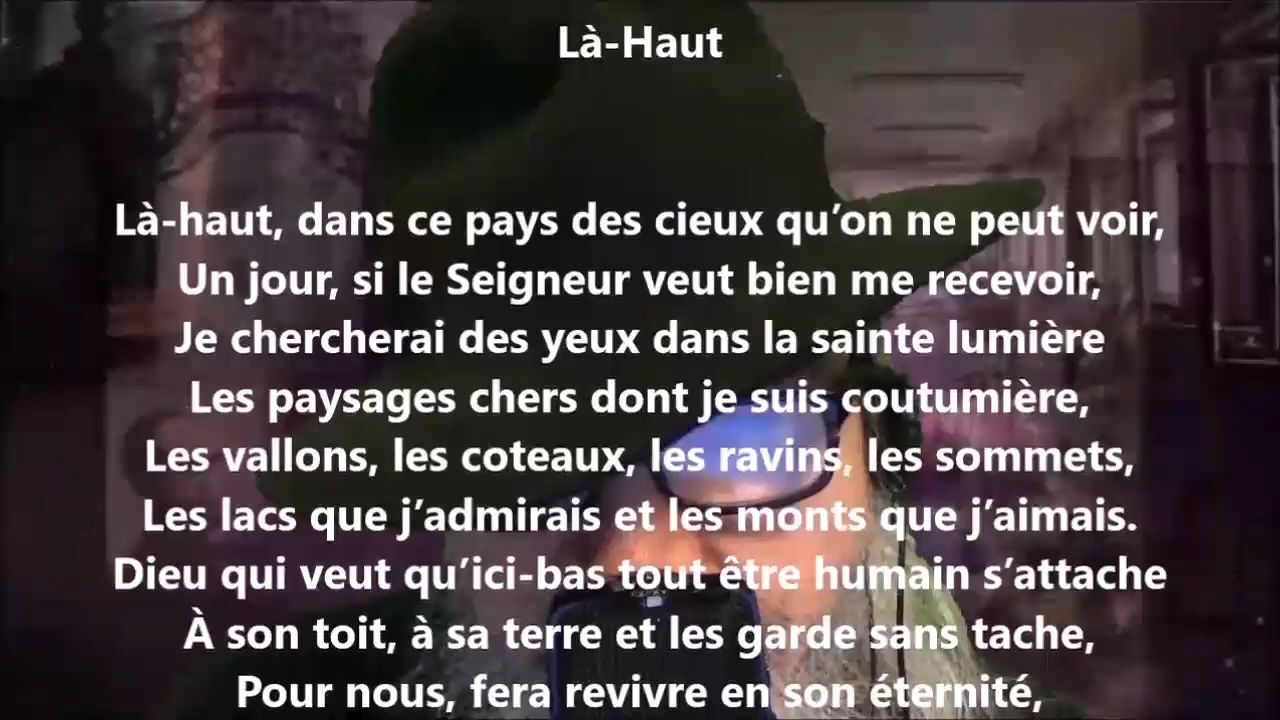 Là-Haut
Là-haut, dans ce pays des cieux qu’on ne peut voir,
Un jour, si le Seigneur veut bien me recevoir,
Je chercherai des yeux dans la sainte lumière
Les paysages chers dont je suis coutumière,
Les vallons, les coteaux, les ravins, les sommets,
Les lacs que j’admirais et les monts que j’aimais.
Dieu qui veut qu’ici-bas tout être humain s’attache
À son toit, à sa terre et les garde sans tache,
Pour nous, fera revivre en son éternité,